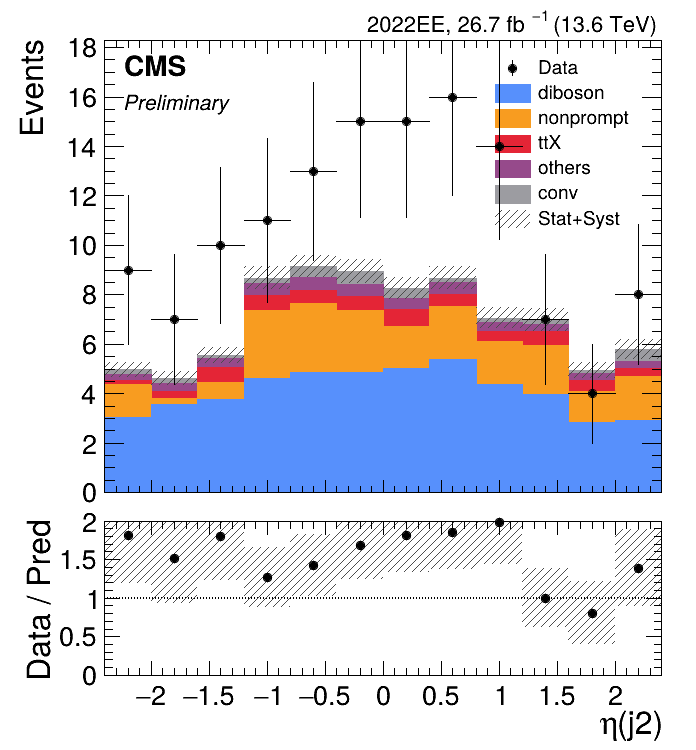 2022EE, 26.7 fb⁻¹ (13.6 TeV)
CMS
Preliminary
Events
18
16
14
12
10
8
6
4
2
0
Data
diboson
nonprompt
ttX
others
conv
Stat+Syst
Data / Pred
2
1.5
1
0.5
0
−2 −1.5 −1 −0.5 0 0.5 1 1.5 2
η(j2)